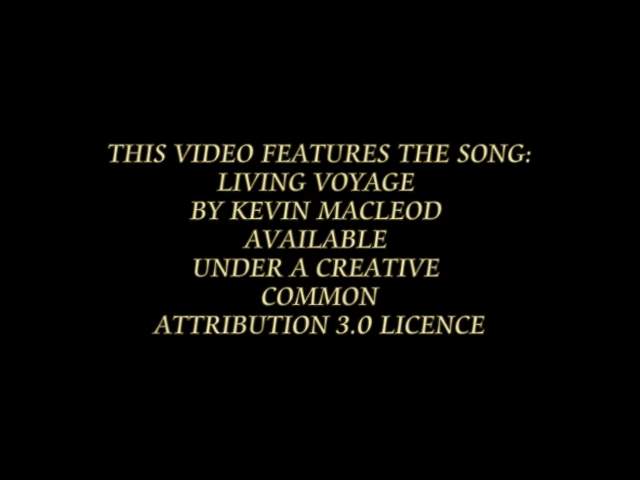 THIS VIDEO FEATURES THE SONG:
LIVING VOYAGE
BY KEVIN MACLEOD
AVAILABLE
UNDER A CREATIVE
COMMON
ATTRIBUTION 3.0 LICENCE